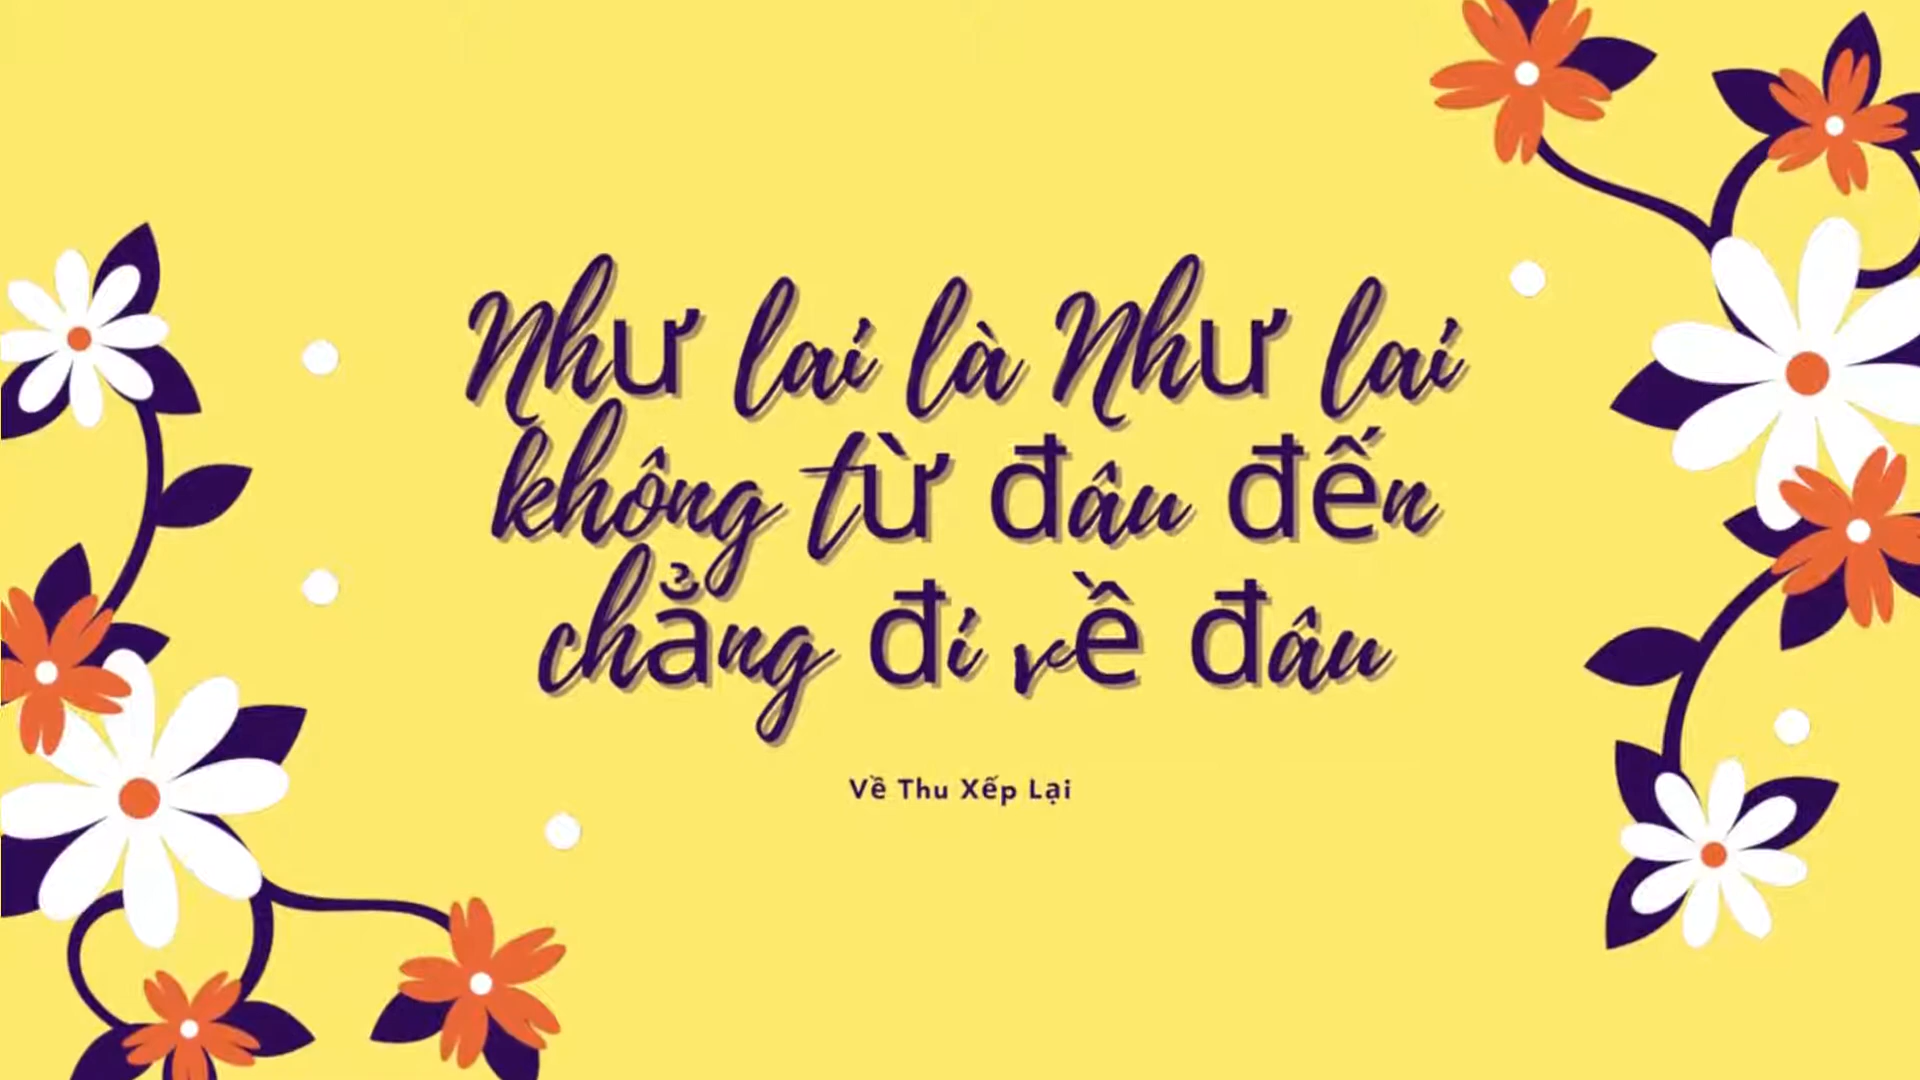 Như lai là Như lai
không từ đâu đến
chẳng đi về đâu
Về Thu Xếp Lại